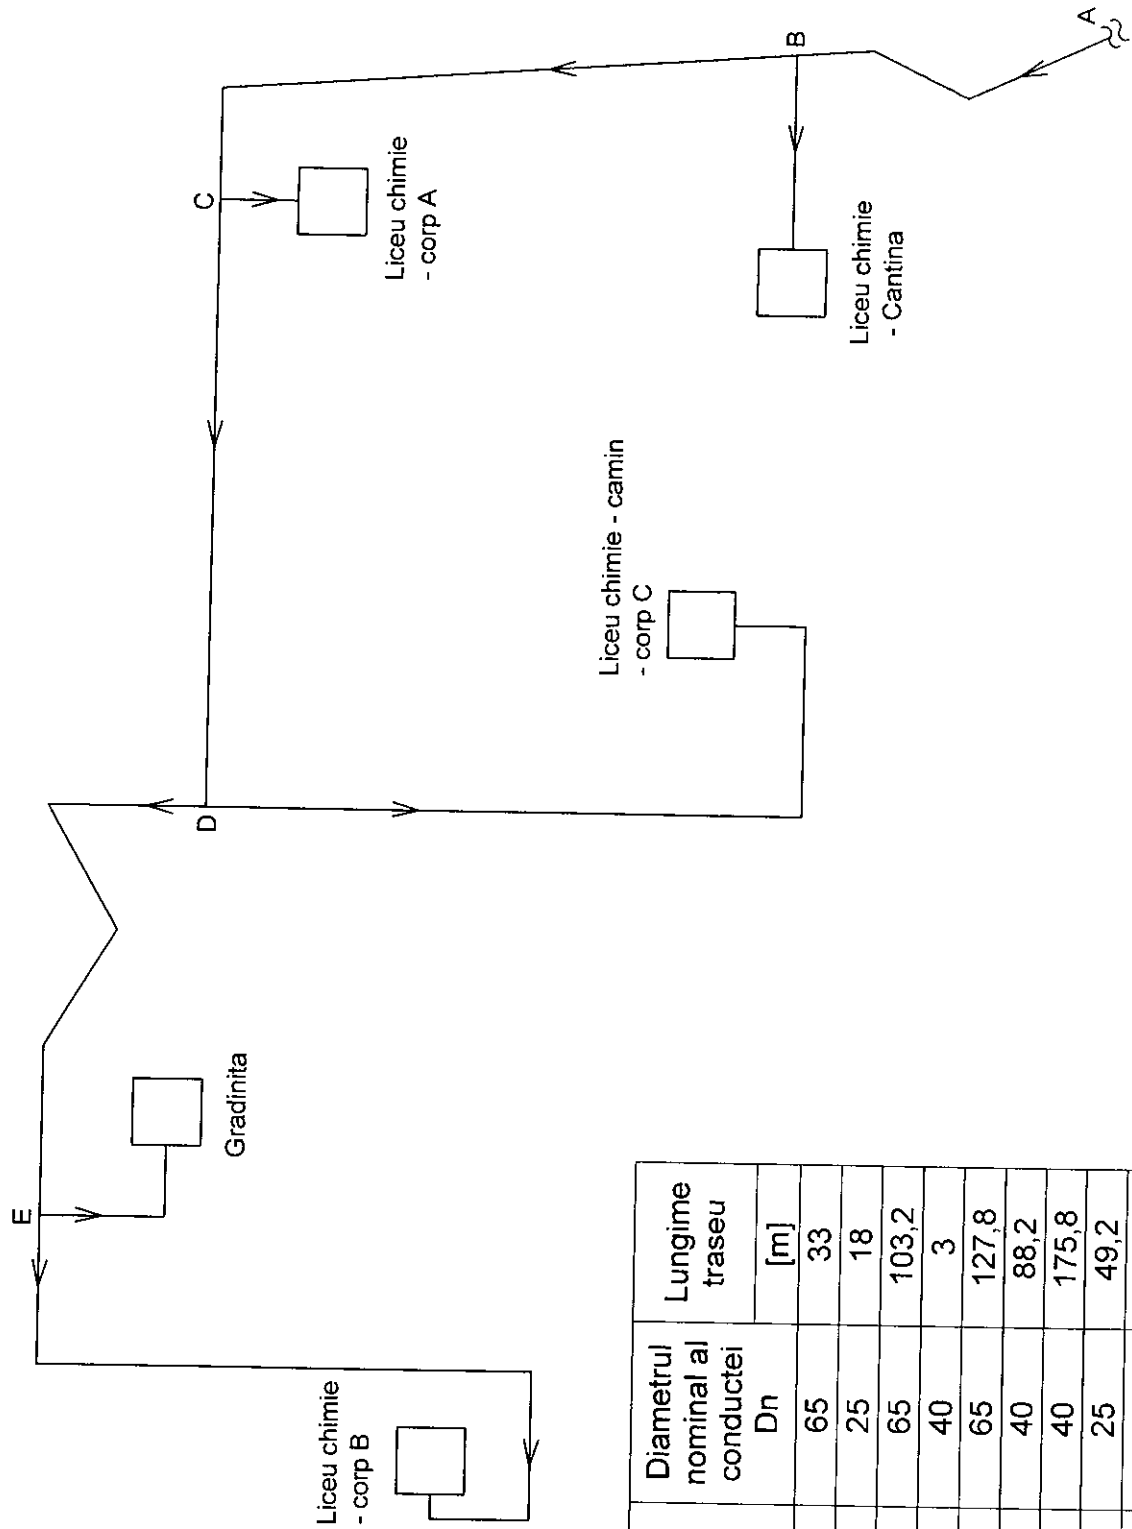 A
B
C
D
E
Liceu chimie
- corp A
Liceu chimie
- Cantina
Liceu chimie - camin
- corp C
Gradinita
Liceu chimie
- corp B
Diametrul nominal al conductei Lungime traseu
Dn [m]
65 33
25 18
65 103,2
40 3
65 127,8
40 88,2
40 175,8
25 49,2